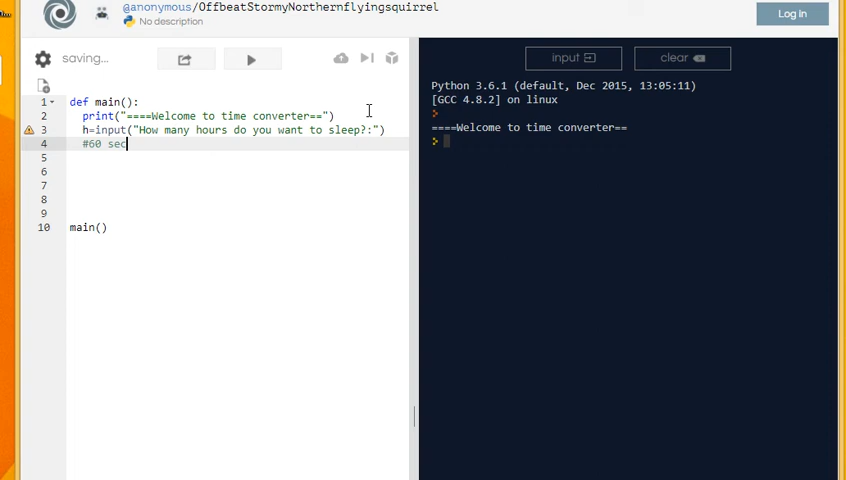 @anonymous/OffbeatStormyNorthernflyingsquirrel
No description
Log In
saving...
input
clear
1 def main():
2 print("====Welcome to time converter==")
3 h=input("How many hours do you want to sleep?:")
4 #60 sec
5
6
7
8
9
10 main()
Python 3.6.1 (default, Dec 2015, 13:05:11)
[GCC 4.8.2] on linux
>
====Welcome to time converter==
>